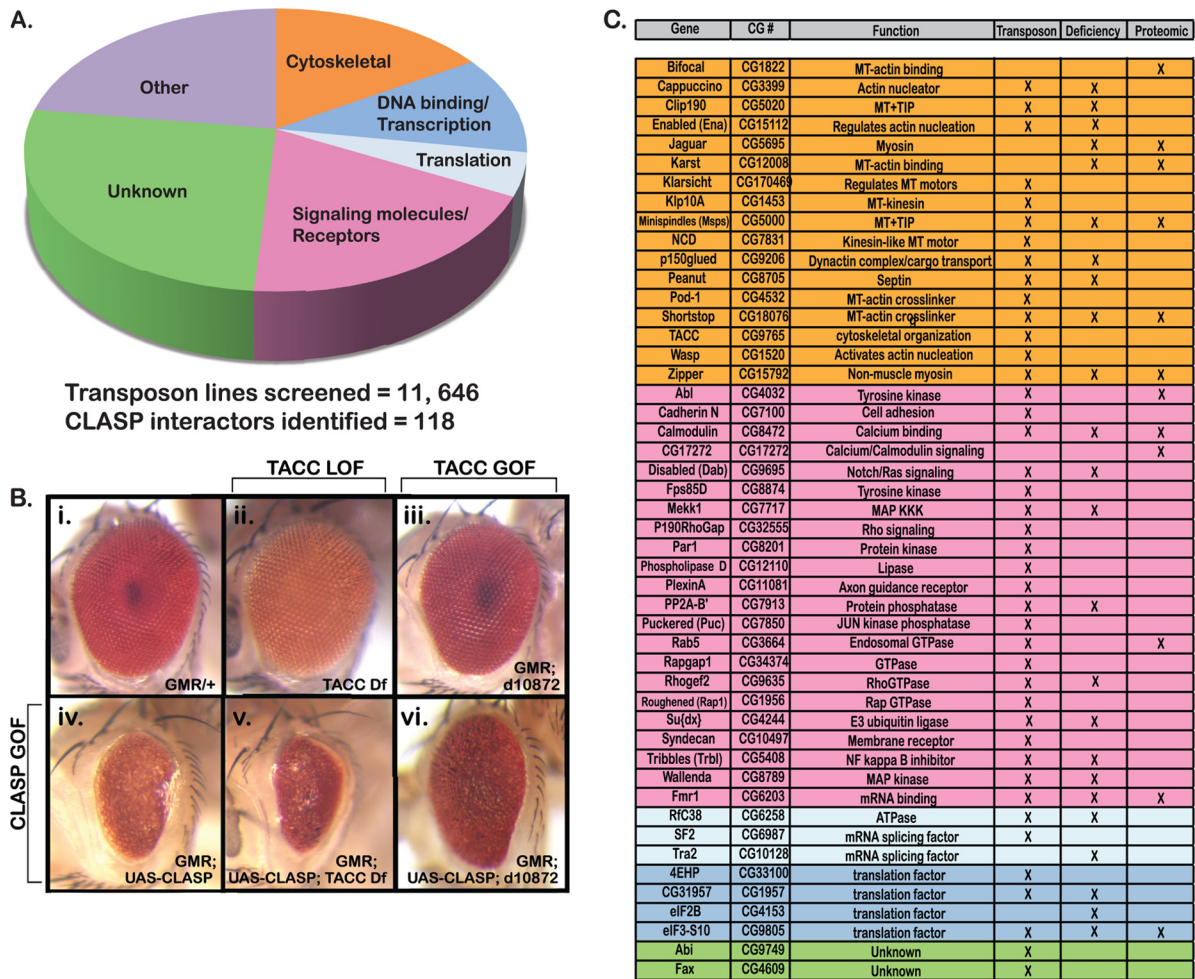 A.
Cytoskeletal
DNA binding/
Transcription
Translation
Signaling molecules/
Receptors
Unknown
Other
Transposon lines screened = 11, 646
CLASP interactors identified = 118
B.
TACC LOF
TACC GOF
CLASP GOF
i.
GMR/+
ii.
TACC Df
iii.
GMR;
d10872
iv.
GMR;
UAS-CLASP
v.
GMR;
UAS-CLASP; TACC Df
vi.
GMR;
UAS-CLASP; d10872
C.
Gene CG # Function Transposon Deficiency Proteomic
Bifocal CG1822 MT-actin binding X
Cappuccino CG3399 Actin nucleator X X
Clip190 CG5020 MT+TIP X X
Enabled (Ena) CG15112 Regulates actin nucleation X X
Jaguar CG5695 Myosin X X
Karst CG12008 MT-actin binding X X
Klarsicht CG170469 Regulates MT motors X
Klp10A CG1453 MT-kinesin X
Minispindles (Msps) CG5000 MT+TIP X X X
NCD CG7831 Kinesin-like MT motor X
p150glued CG9206 Dynactin complex/cargo transport X X
Peanut CG8705 Septin X X
Pod-1 CG4532 MT-actin crosslinker X
Shortstop CG18076 MT-actin crosslinker X X X
TACC CG9765 cytoskeletal organization X
Wasp CG1520 Activates actin nucleation X
Zipper CG15792 Non-muscle myosin X X X
Abl CG4032 Tyrosine kinase X X
Cadherin N CG7100 Cell adhesion X
Calmodulin CG8472 Calcium binding X X X
CG17272 CG17272 Calcium/Calmodulin signaling X
Disabled (Dab) CG9695 Notch/Ras signaling X X
Fps85D CG8874 Tyrosine kinase X
Mekk1 CG7717 MAP KKK X X
P190RhoGap CG32555 Rho signaling X
Par1 CG8201 Protein kinase X
Phospholipase D CG12110 Lipase X
PlexinA CG11081 Axon guidance receptor X
PP2A-B' CG7913 Protein phosphatase X X
Puckered (Puc) CG7850 JUN kinase phosphatase X
Rab5 CG3664 Endosomal GTPase X X
Rapgap1 CG34374 GTPase X
Rhogef2 CG9635 RhoGTPase X X
Roughened (Rap1) CG1956 Rap GTPase X
Su{dx} CG4244 E3 ubiquitin ligase X X
Syndecan CG10497 Membrane receptor X
Tribbles (Trbl) CG5408 NF kappa B inhibitor X X
Wallenda CG8789 MAP kinase X X
Fmr1 CG6203 mRNA binding X X X
RfC38 CG6258 ATPase X X
SF2 CG6987 mRNA splicing factor X
Tra2 CG10128 mRNA splicing factor X
4EHP CG33100 translation factor X
CG31957 CG1957 translation factor X X
eIF2B CG4153 translation factor X
eIF3-S10 CG9805 translation factor X X X
Abi CG9749 Unknown X
Fax CG4609 Unknown X